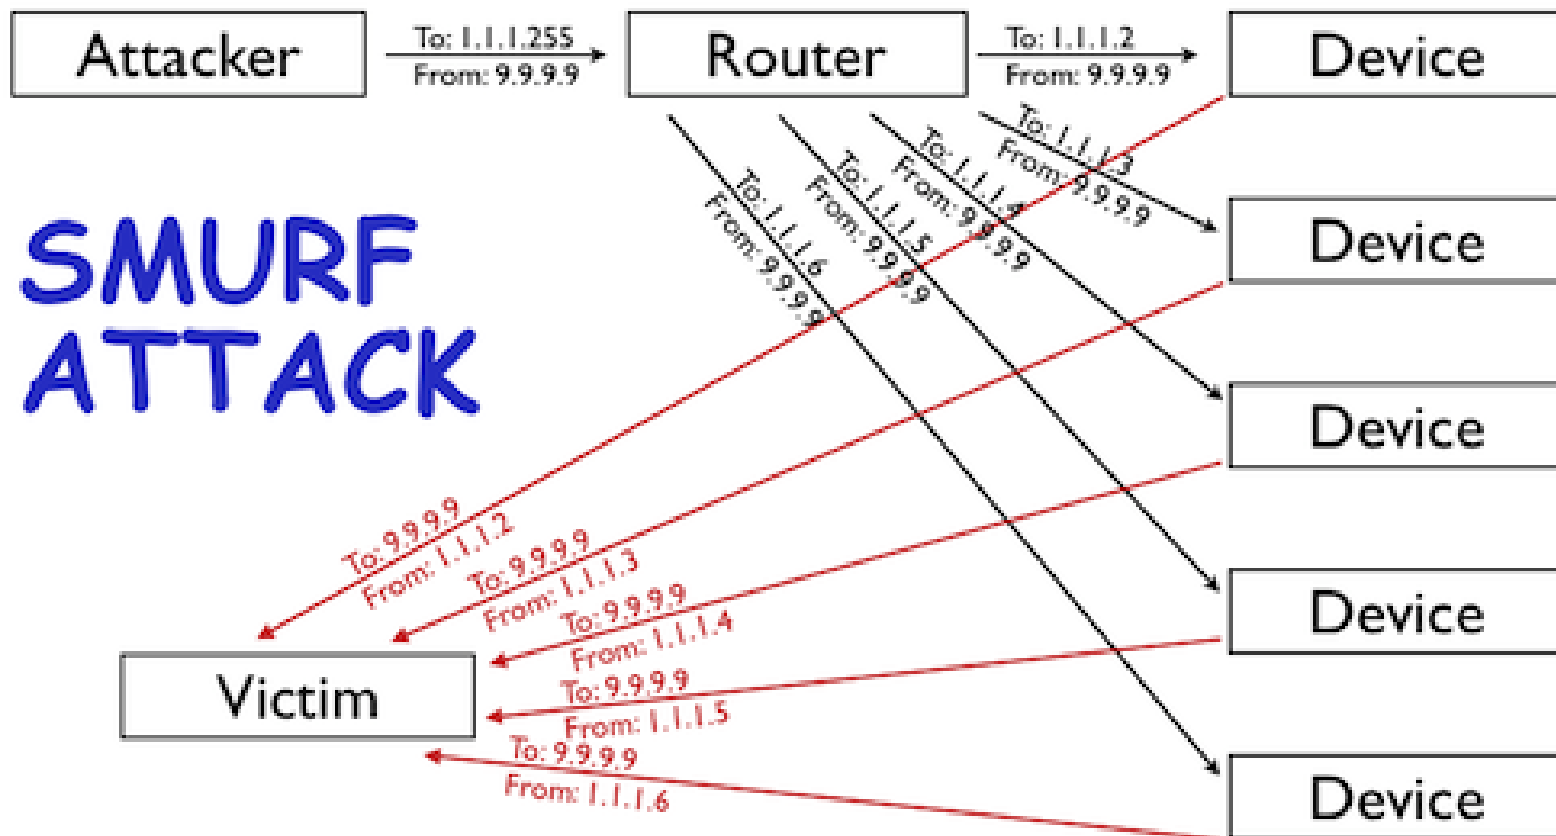 Attacker
To: 1.1.1.255
From: 9.9.9.9
Router
To: 1.1.1.2
From: 9.9.9.9
Device
To: 1.1.1.3
From: 9.9.9.9
To: 1.1.1.4
From: 9.9.9.9
To: 1.1.1.5
From: 9.9.9.9
To: 1.1.1.6
From: 9.9.9.9
Device
SMURF
ATTACK
Device
To: 9.9.9.9
From: 1.1.1.2
To: 9.9.9.9
From: 1.1.1.3
To: 9.9.9.9
From: 1.1.1.4
Device
Victim
To: 9.9.9.9
From: 1.1.1.5
To: 9.9.9.9
From: 1.1.1.6
Device